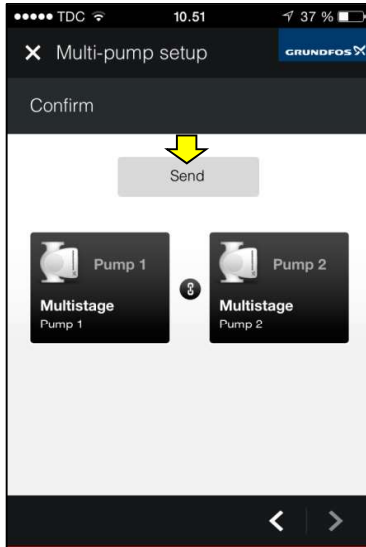 TDC 10.51 37 %
Multi-pump setup GRUNDFOS
Confirm
Send
Pump 1 Pump 2
Multistage Multistage
Pump 1 Pump 2